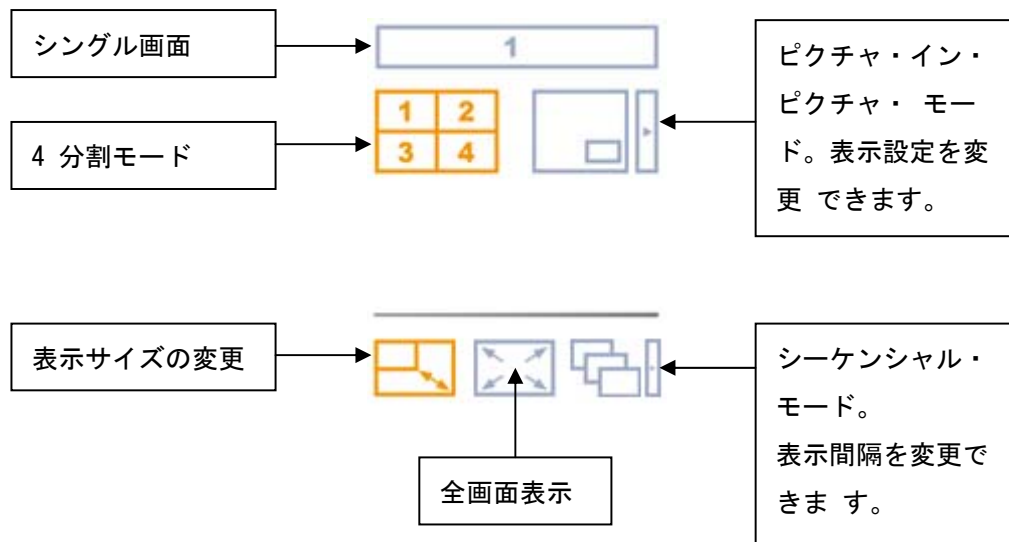 シングル画面
1
ピクチャ・イン・
ピクチャ・ モー
ド。表示設定を変
更 できます。
4 分割モード
1 2
3 4
表示サイズの変更
シーケンシャル・
モード。
表示間隔を変更で
きま す。
全画面表示